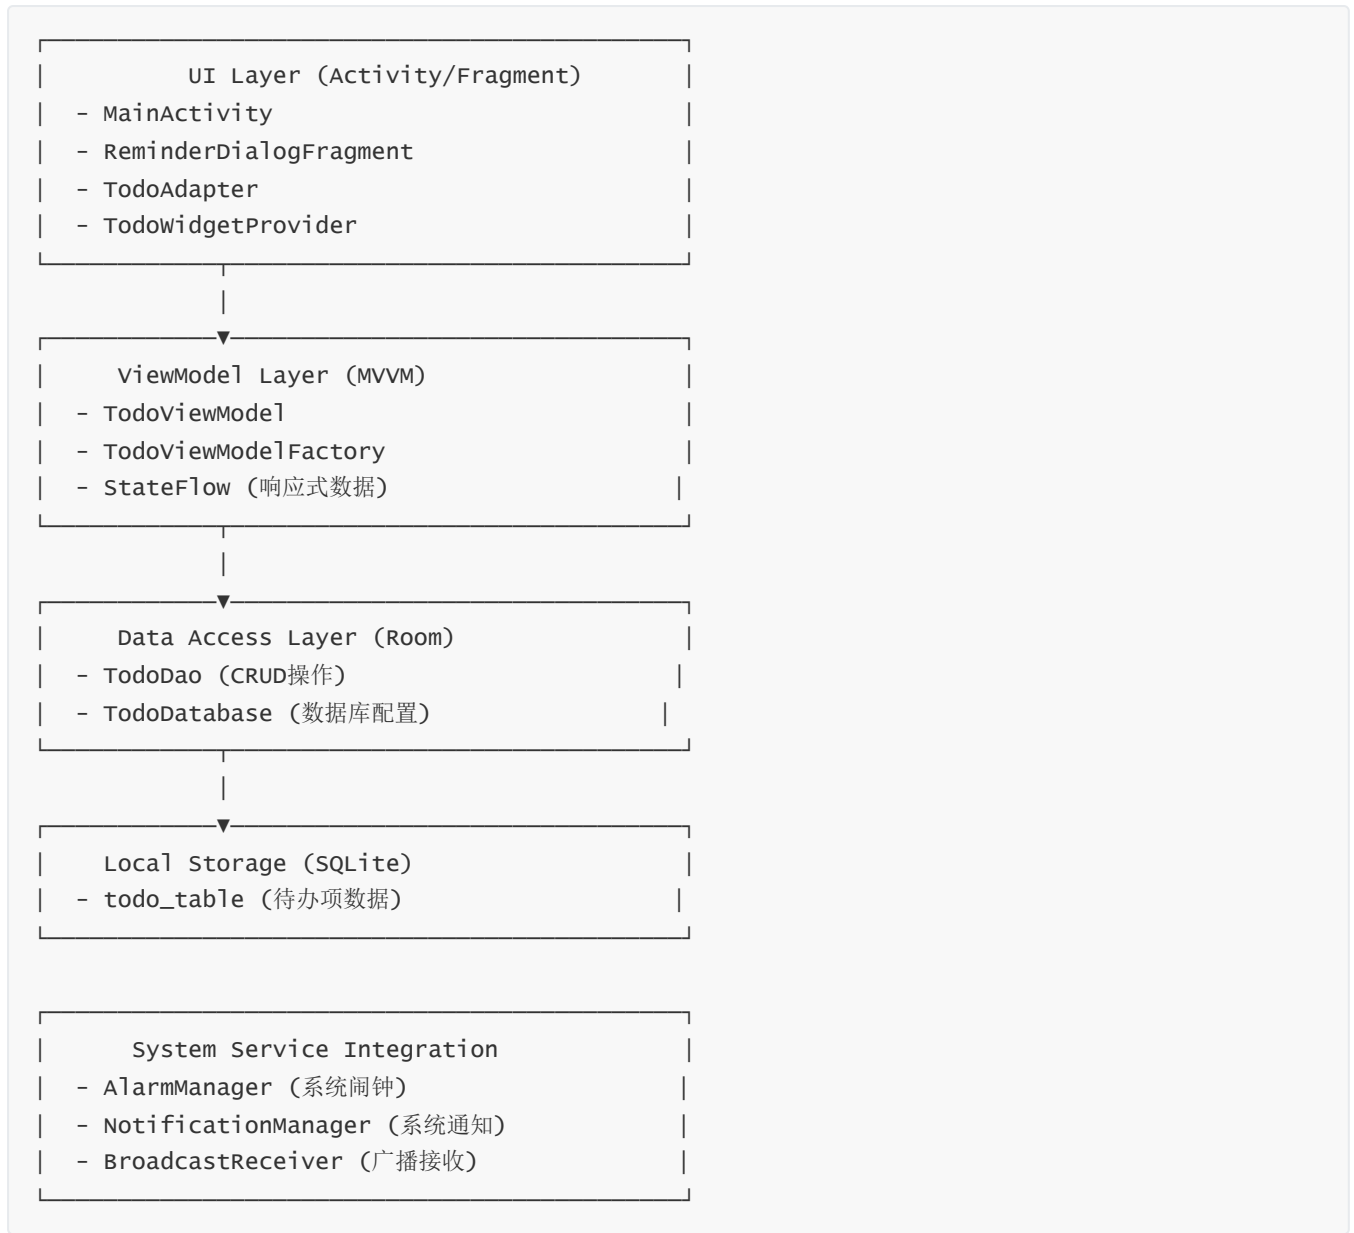 UI Layer (Activity/Fragment)
- MainActivity
- ReminderDialogFragment
- TodoAdapter
- TodoWidgetProvider
ViewModel Layer (MVVM)
- TodoViewModel
- TodoViewModelFactory
- StateFlow (响应式数据)
Data Access Layer (Room)
- TodoDao (CRUD操作)
- TodoDatabase (数据库配置)
Local Storage (SQLite)
- todo_table (待办项数据)
System Service Integration
- AlarmManager (系统闹钟)
- NotificationManager (系统通知)
- BroadcastReceiver (广播接收)